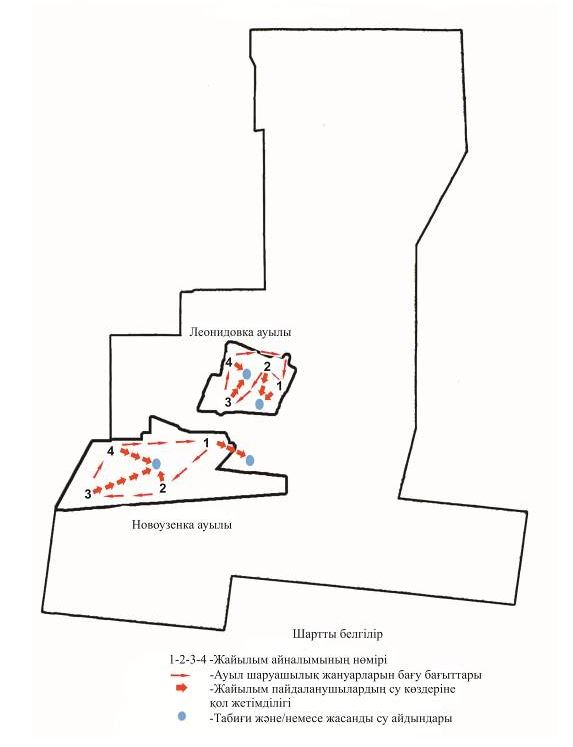 Леонидовка ауылы
4
2
1
3
4
1
3
2
Новоузенка ауылы
Шартты белгілір
1-2-3-4 -Жайылым айналымының нөмірі
-Ауыл шаруашылық жануарларын бағу бағыттары
-Жайылым пайдаланушылардың су көздеріне
қол жетімділігі
-Табиғи және/немесе жасанды су айдындары